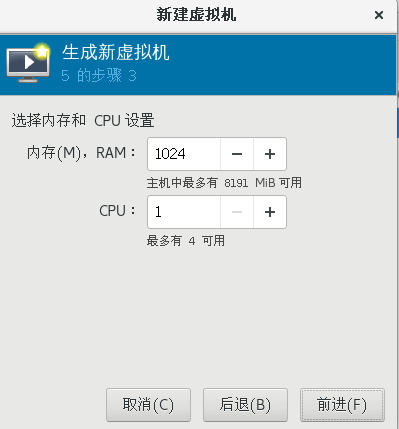 新建虚拟机
×
生成新虚拟机
5 的步骤 3
选择内存和 CPU 设置
内存(M)，RAM： 1024 − +
主机中最多有 8191 MiB 可用
CPU： 1 − +
最多有 4 可用
取消(C) 后退(B) 前进(F)